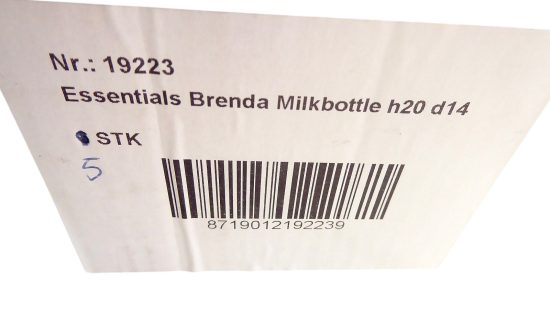 Nr.: 19223
Essentials Brenda Milkbottle h20 d14
STK
5
8719012192239